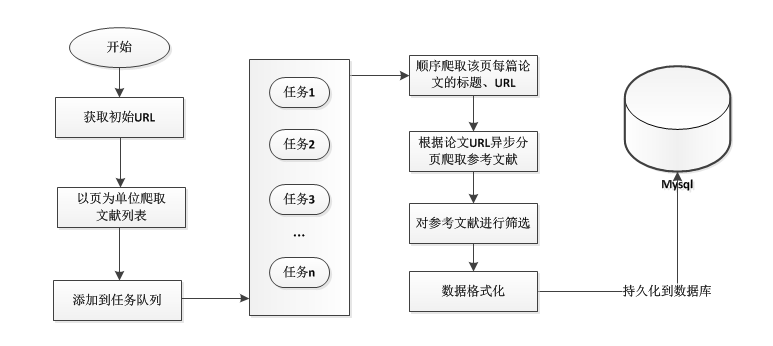 开始
获取初始URL
以页为单位爬取
文献列表
添加到任务队列
任务1
任务2
任务3
...
任务n
顺序爬取该页每篇论
文的标题、URL
根据论文URL异步分
页爬取参考文献
对参考文献进行筛选
数据格式化
持久化到数据库
Mysql